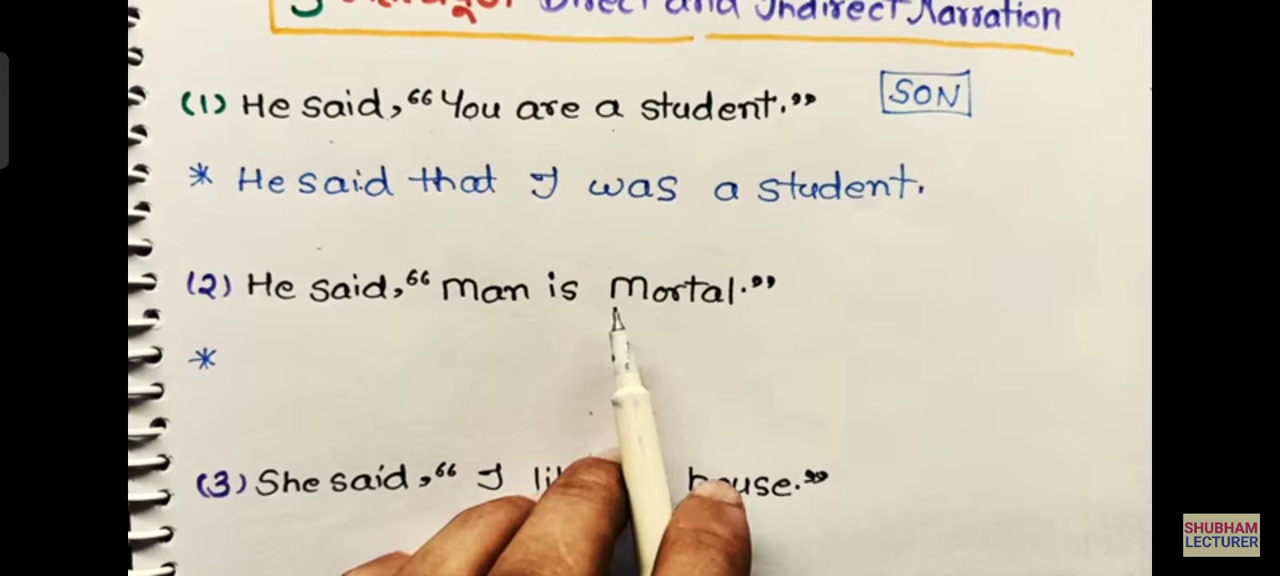 Direct and Indirect Narration
(1) He said, “You are a student.” SON
* He said that I was a student.
(2) He said, “Man is Mortal.”
*
(3) She said, “I house.”
SHUBHAM
LECTURER